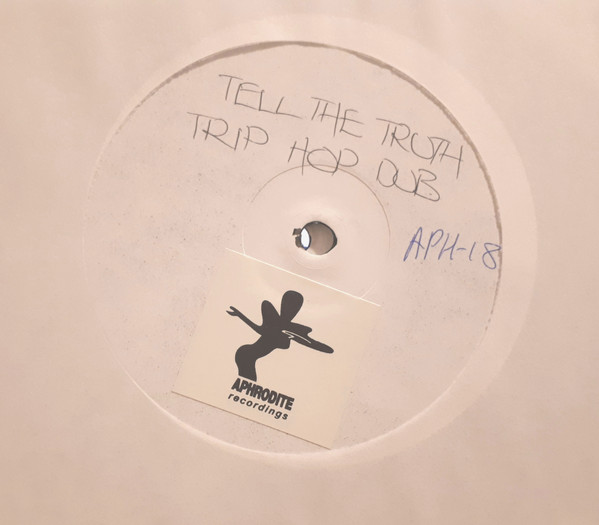 TELL THE TRUTH
TRIP HOP DUB
APH-18
APHRODITE
recordings